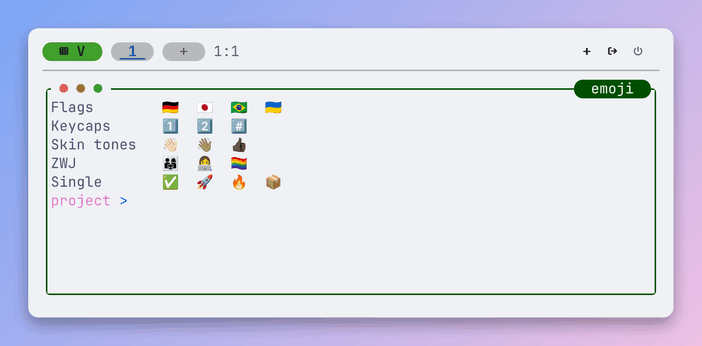 V 1 + 1:1 +
emoji
Flags 🇩🇪 🇯🇵 🇧🇷 🇺🇦
Keycaps 1️⃣ 2️⃣ #️⃣
Skin tones 👋🏻 👋🏽 👍🏿
ZWJ 👨‍👩‍👧 👩‍💻 🏳️‍🌈
Single ✅ 🚀 🔥 📦
project >